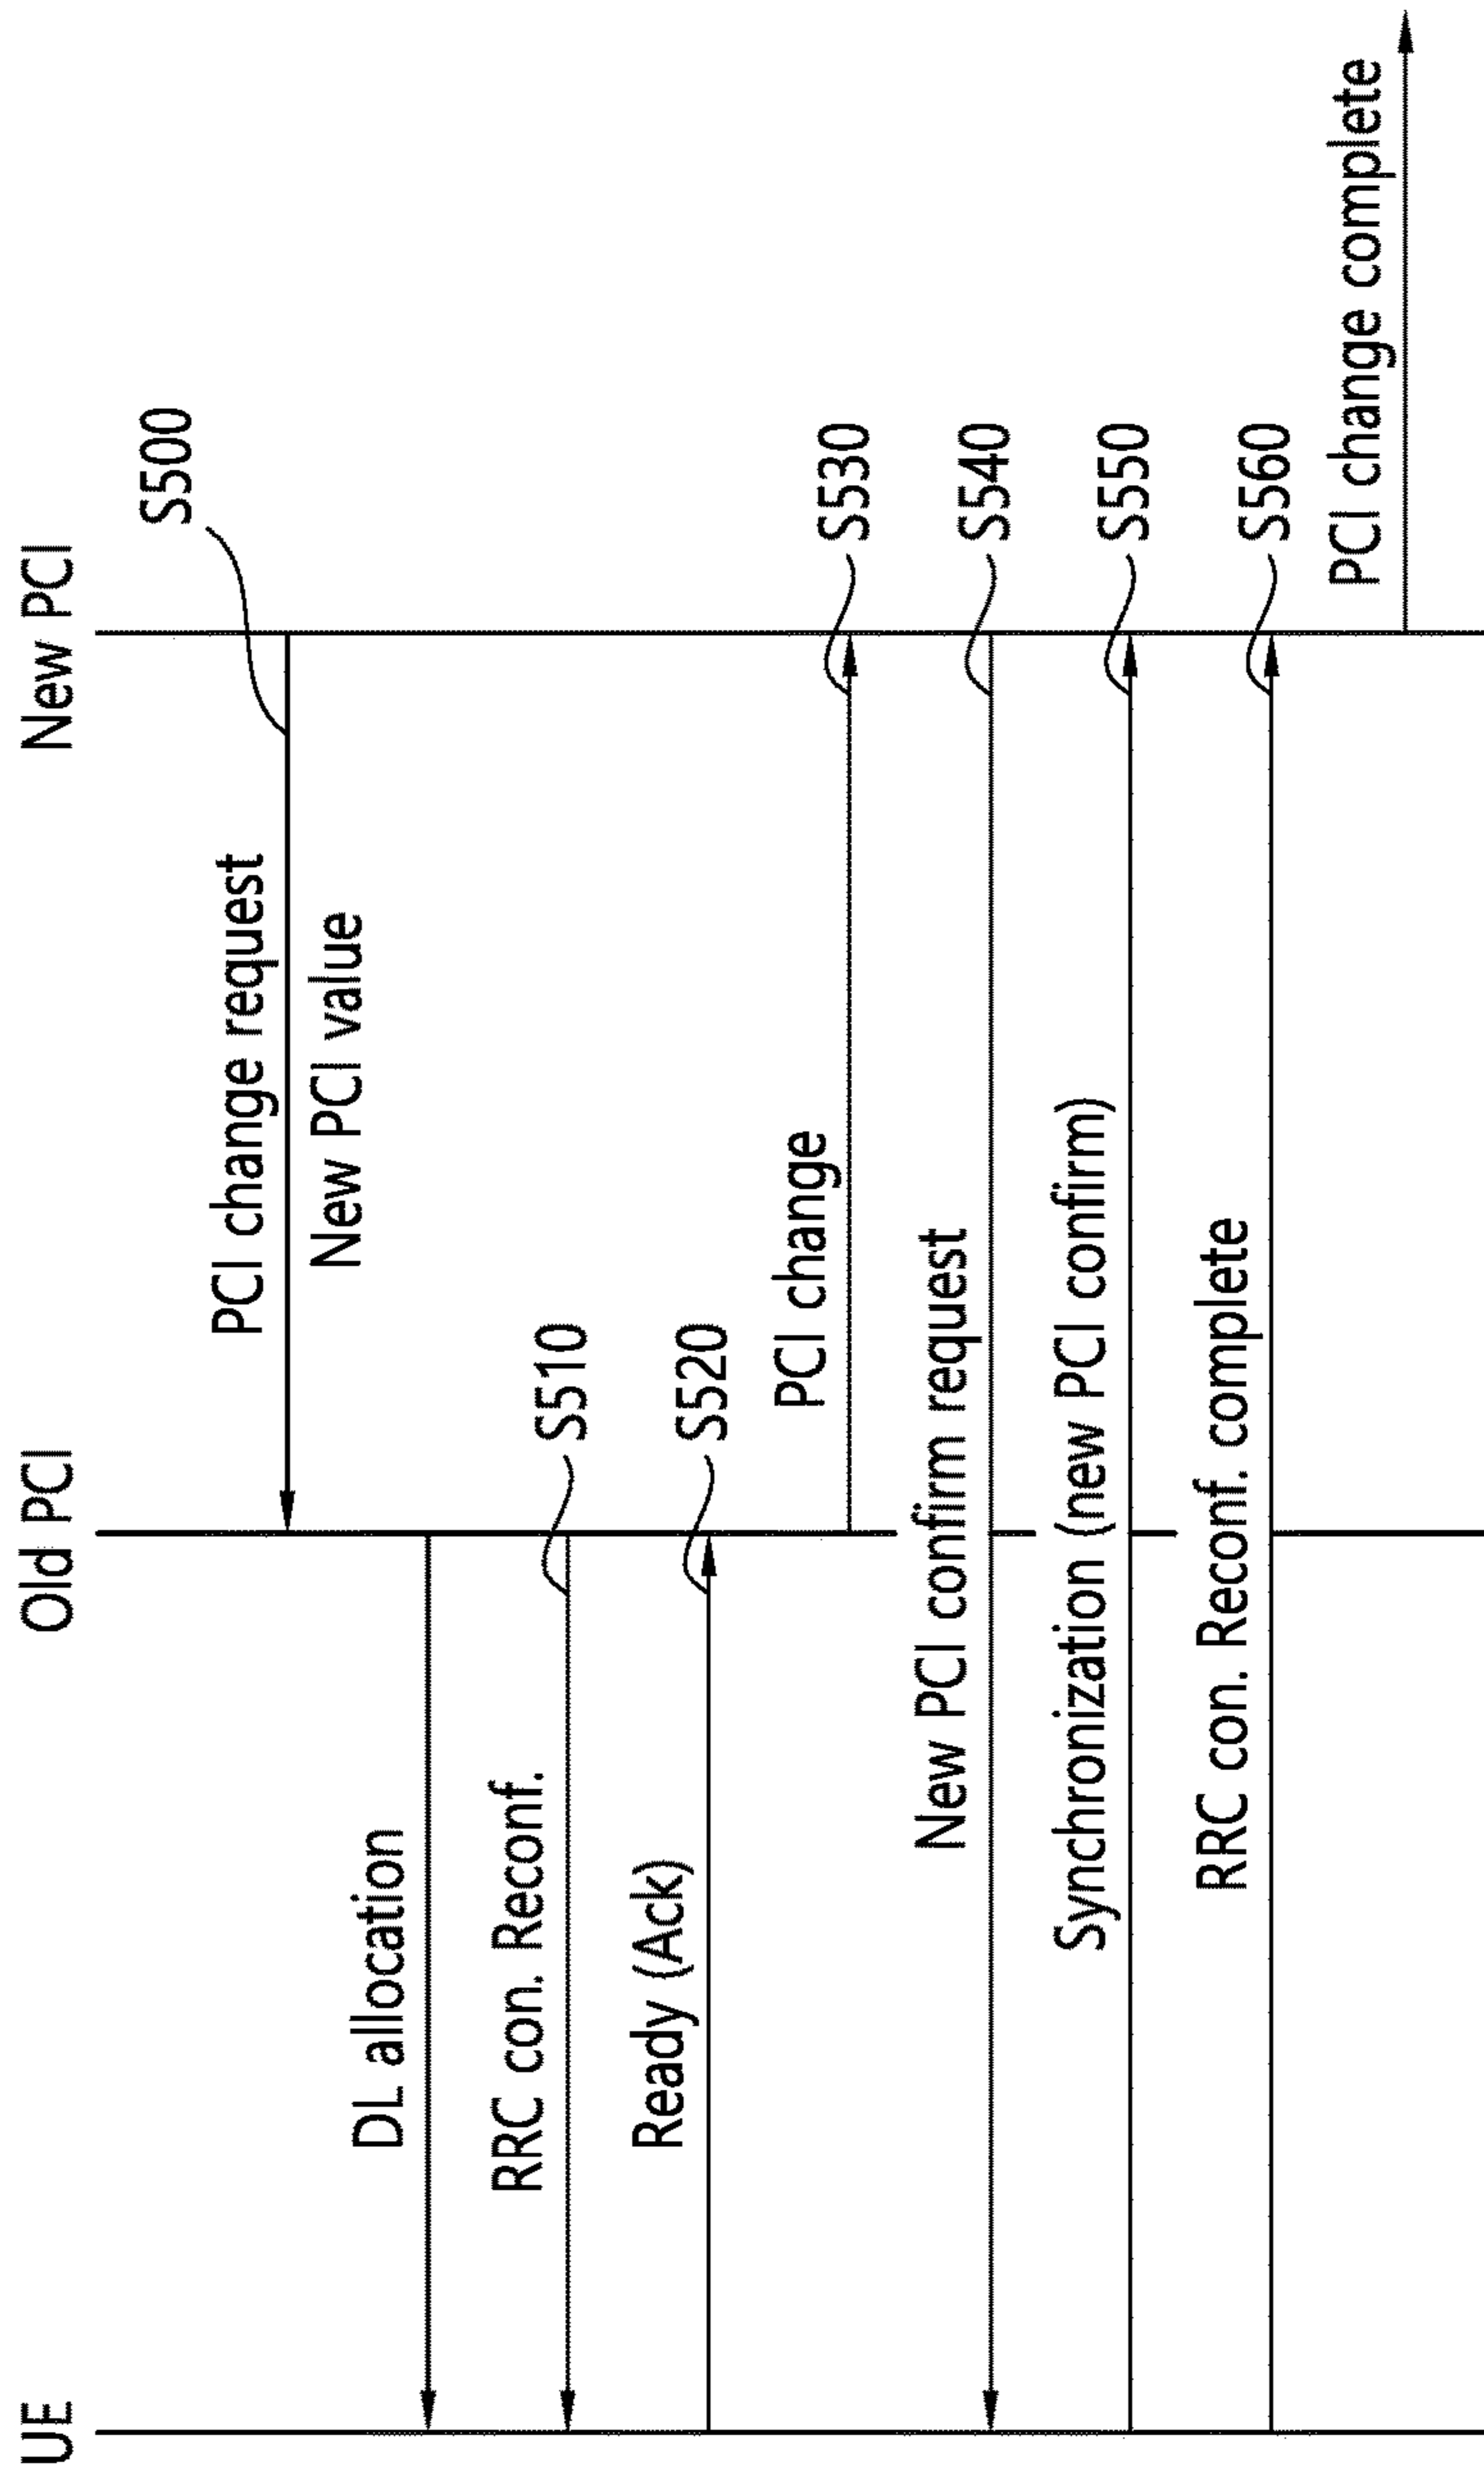 UE
Old PCI
New PCI
S500
PCI change request
New PCI value
DL allocation
RRC con. Reconf.
S510
Ready (Ack)
S520
PCI change
S530
New PCI confirm request
S540
Synchronization (new PCI confirm)
S550
RRC con. Reconf. complete
S560
PCI change complete